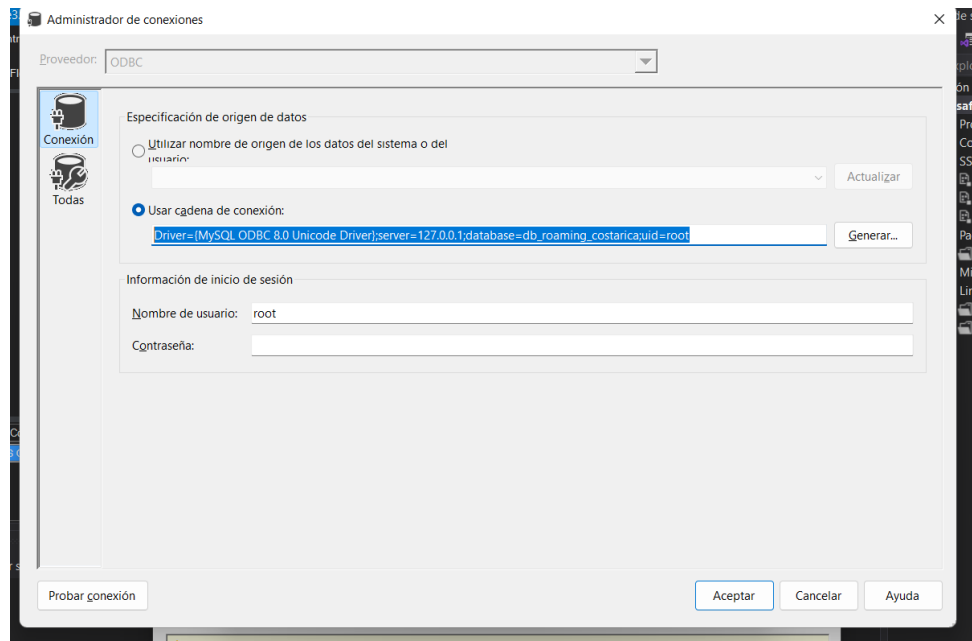 Administrador de conexiones
Proveedor:
ODBC
Conexión
Todas
Especificación de origen de datos
Utilizar nombre de origen de los datos del sistema o del
usuario:
Actualizar
Usar cadena de conexión:
Driver={MySQL ODBC 8.0 Unicode Driver};server=127.0.0.1;database=db_roaming_costarica;uid=root
Generar...
Información de inicio de sesión
Nombre de usuario:
root
Contraseña:
Probar conexión
Aceptar
Cancelar
Ayuda